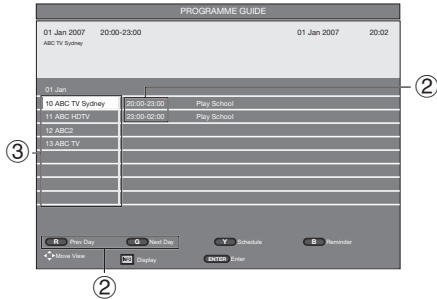 PROGRAMME GUIDE
01 Jan 2007 20:00-23:00 01 Jan 2007 20:02
ABC TV Sydney
01 Jan
10 ABC TV Sydney 20:00-23:00 Play School
11 ABC HDTV 23:00-02:00 Play School
12 ABC2
13 ABC TV
R Prev Day G Next Day Y Schedule B Reminder
Move View Display ENTER Enter
②
③
②